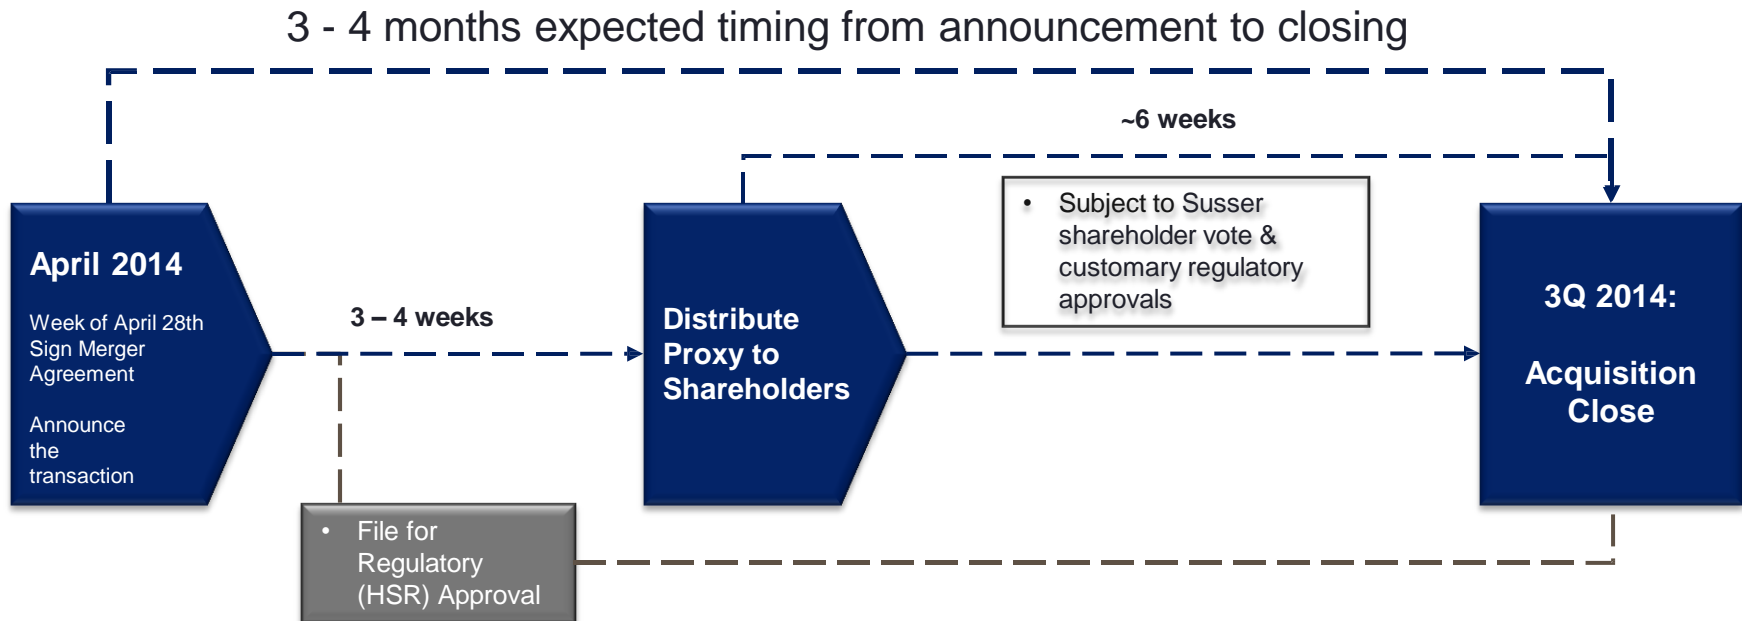 3 - 4 months expected timing from announcement to closing
~6 weeks
April 2014
Week of April 28th
Sign Merger
Agreement
Announce
the
transaction
3 – 4 weeks
• File for
Regulatory
(HSR) Approval
Distribute
Proxy to
Shareholders
• Subject to Susser
shareholder vote &
customary regulatory
approvals
3Q 2014:
Acquisition
Close